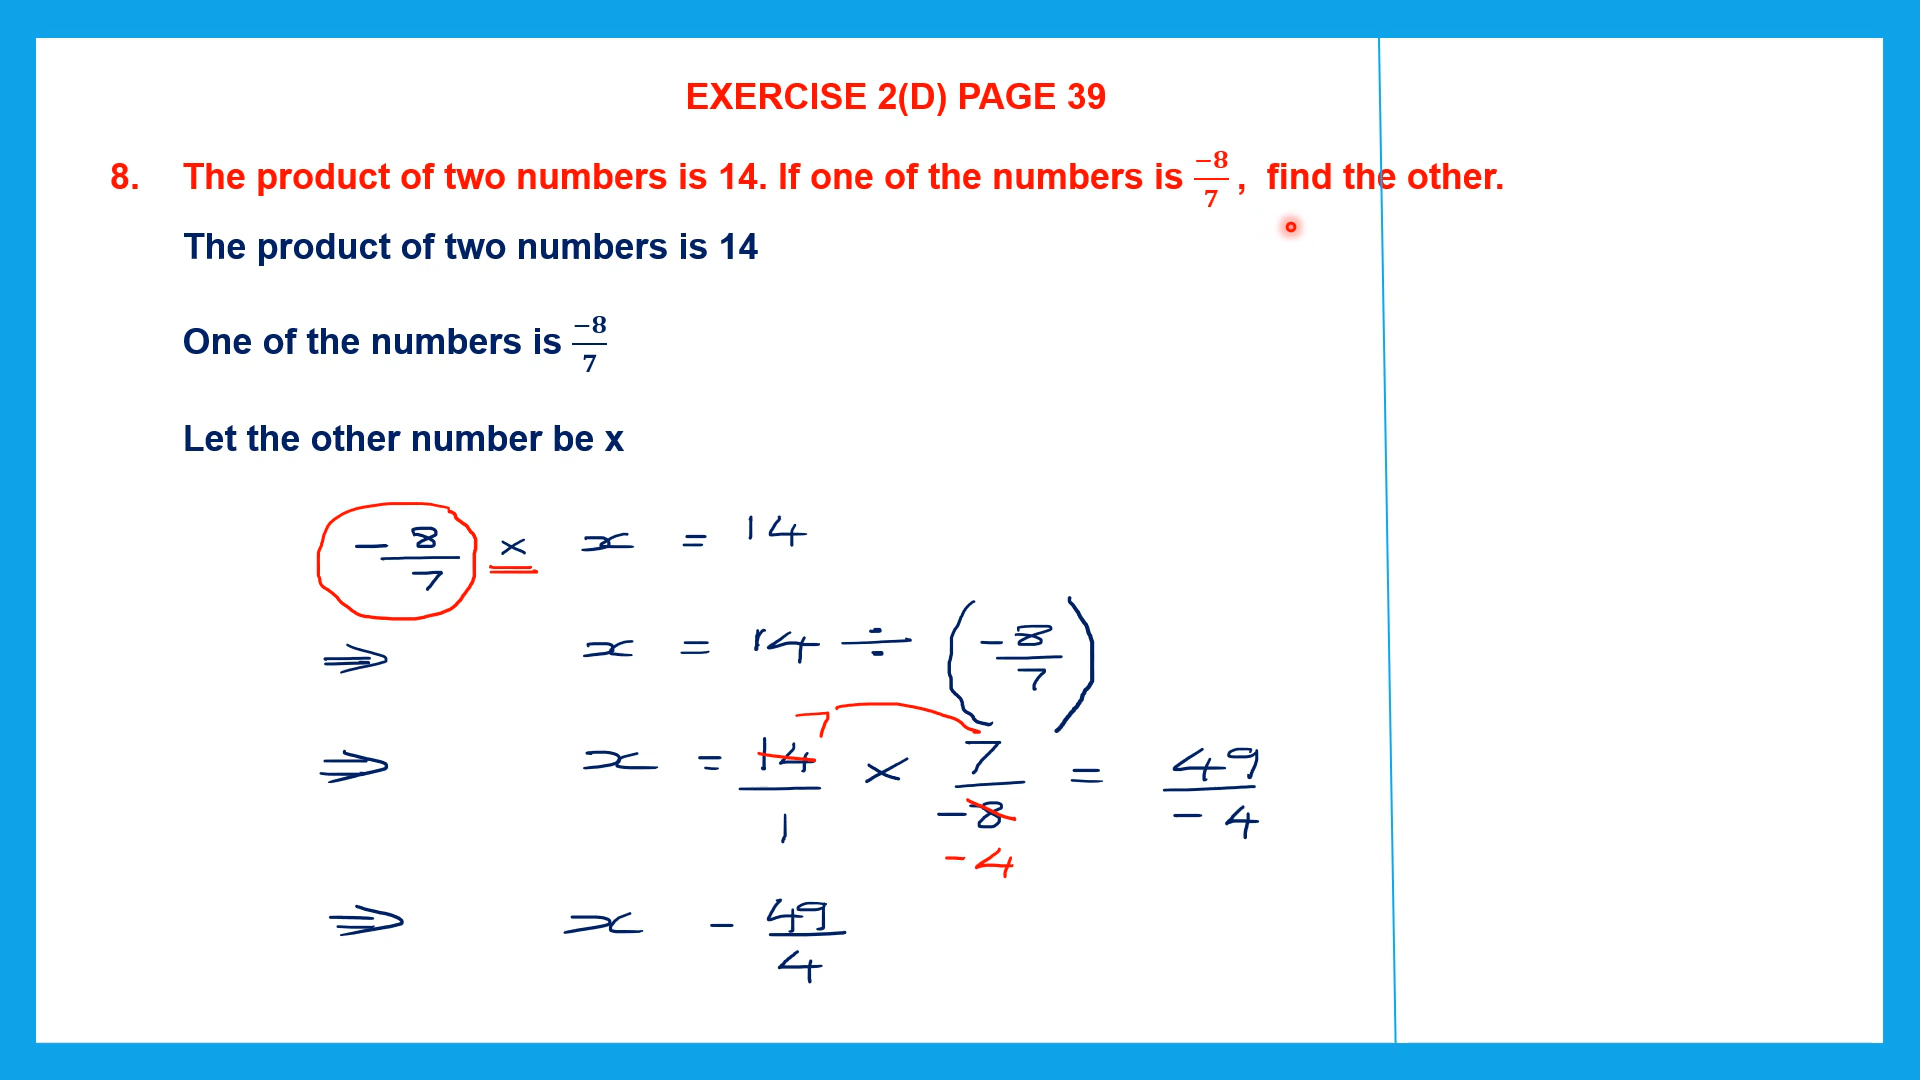 EXERCISE 2(D) PAGE 39
8. The product of two numbers is 14. If one of the numbers is −8/7 , find the other.
The product of two numbers is 14
One of the numbers is −8/7
Let the other number be x
− 8/7 × x = 14
⇒ x = 14 ÷ (−8/7)
⇒ x = 14/1 × 7/−8 = 49/−4
7
−4
⇒ x − 49/4